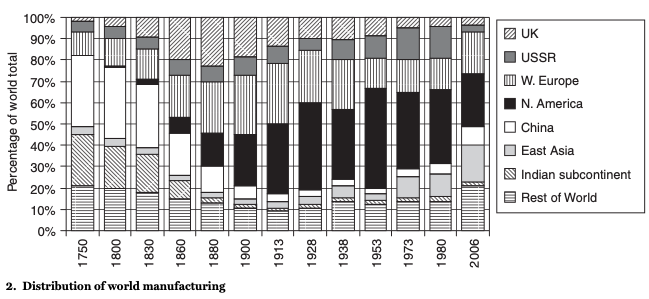 100%
90%
80%
70%
60%
50%
40%
30%
20%
10%
0%
Percentage of world total
1750
1800
1830
1860
1880
1900
1913
1928
1938
1953
1973
1980
2006
UK
USSR
W. Europe
N. America
China
East Asia
Indian subcontinent
Rest of World
2. Distribution of world manufacturing